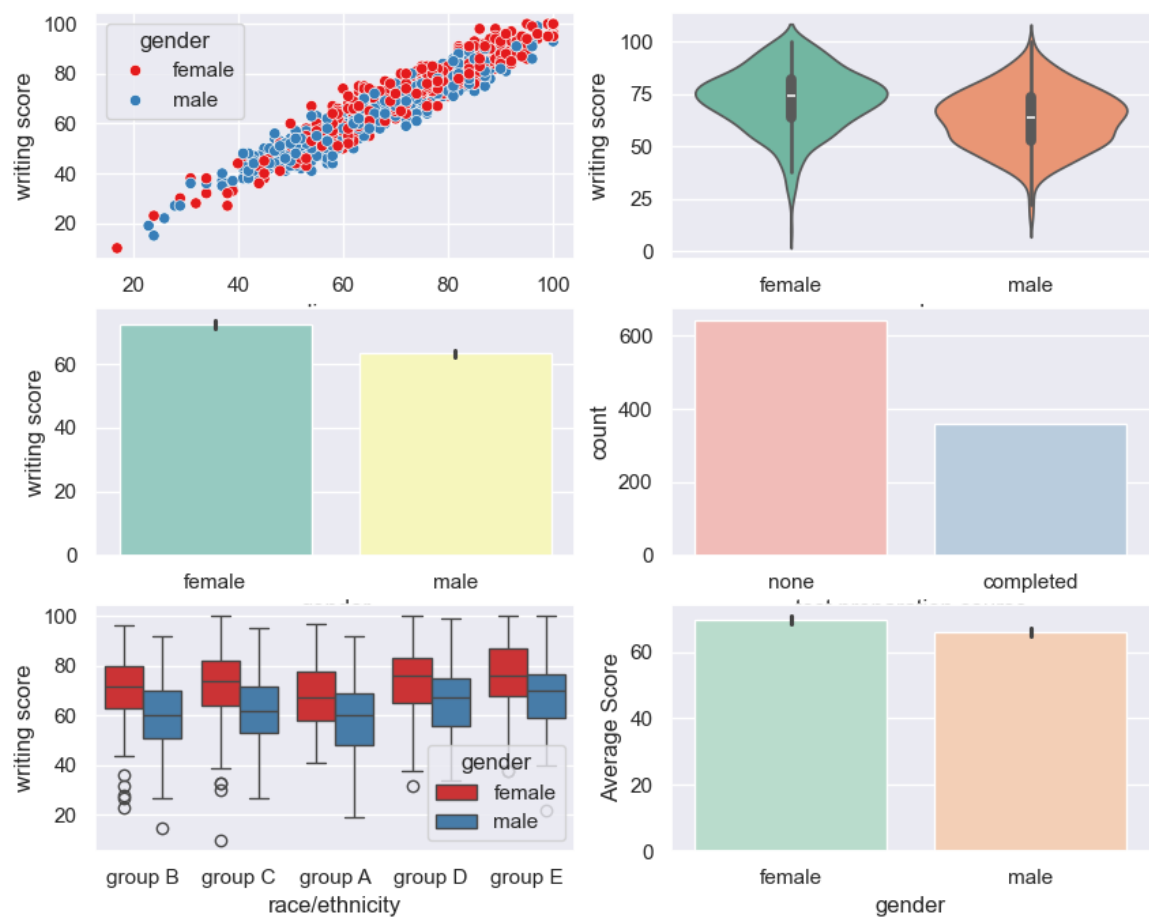 writing score
100
80
60
40
20
gender
female
male
20
40
60
80
100
writing score
100
75
50
25
0
female
male
writing score
60
40
20
0
female
male
count
600
400
200
0
none
completed
writing score
100
80
60
40
20
gender
female
male
group B
group C
group A
group D
group E
race/ethnicity
Average Score
60
40
20
0
female
male
gender